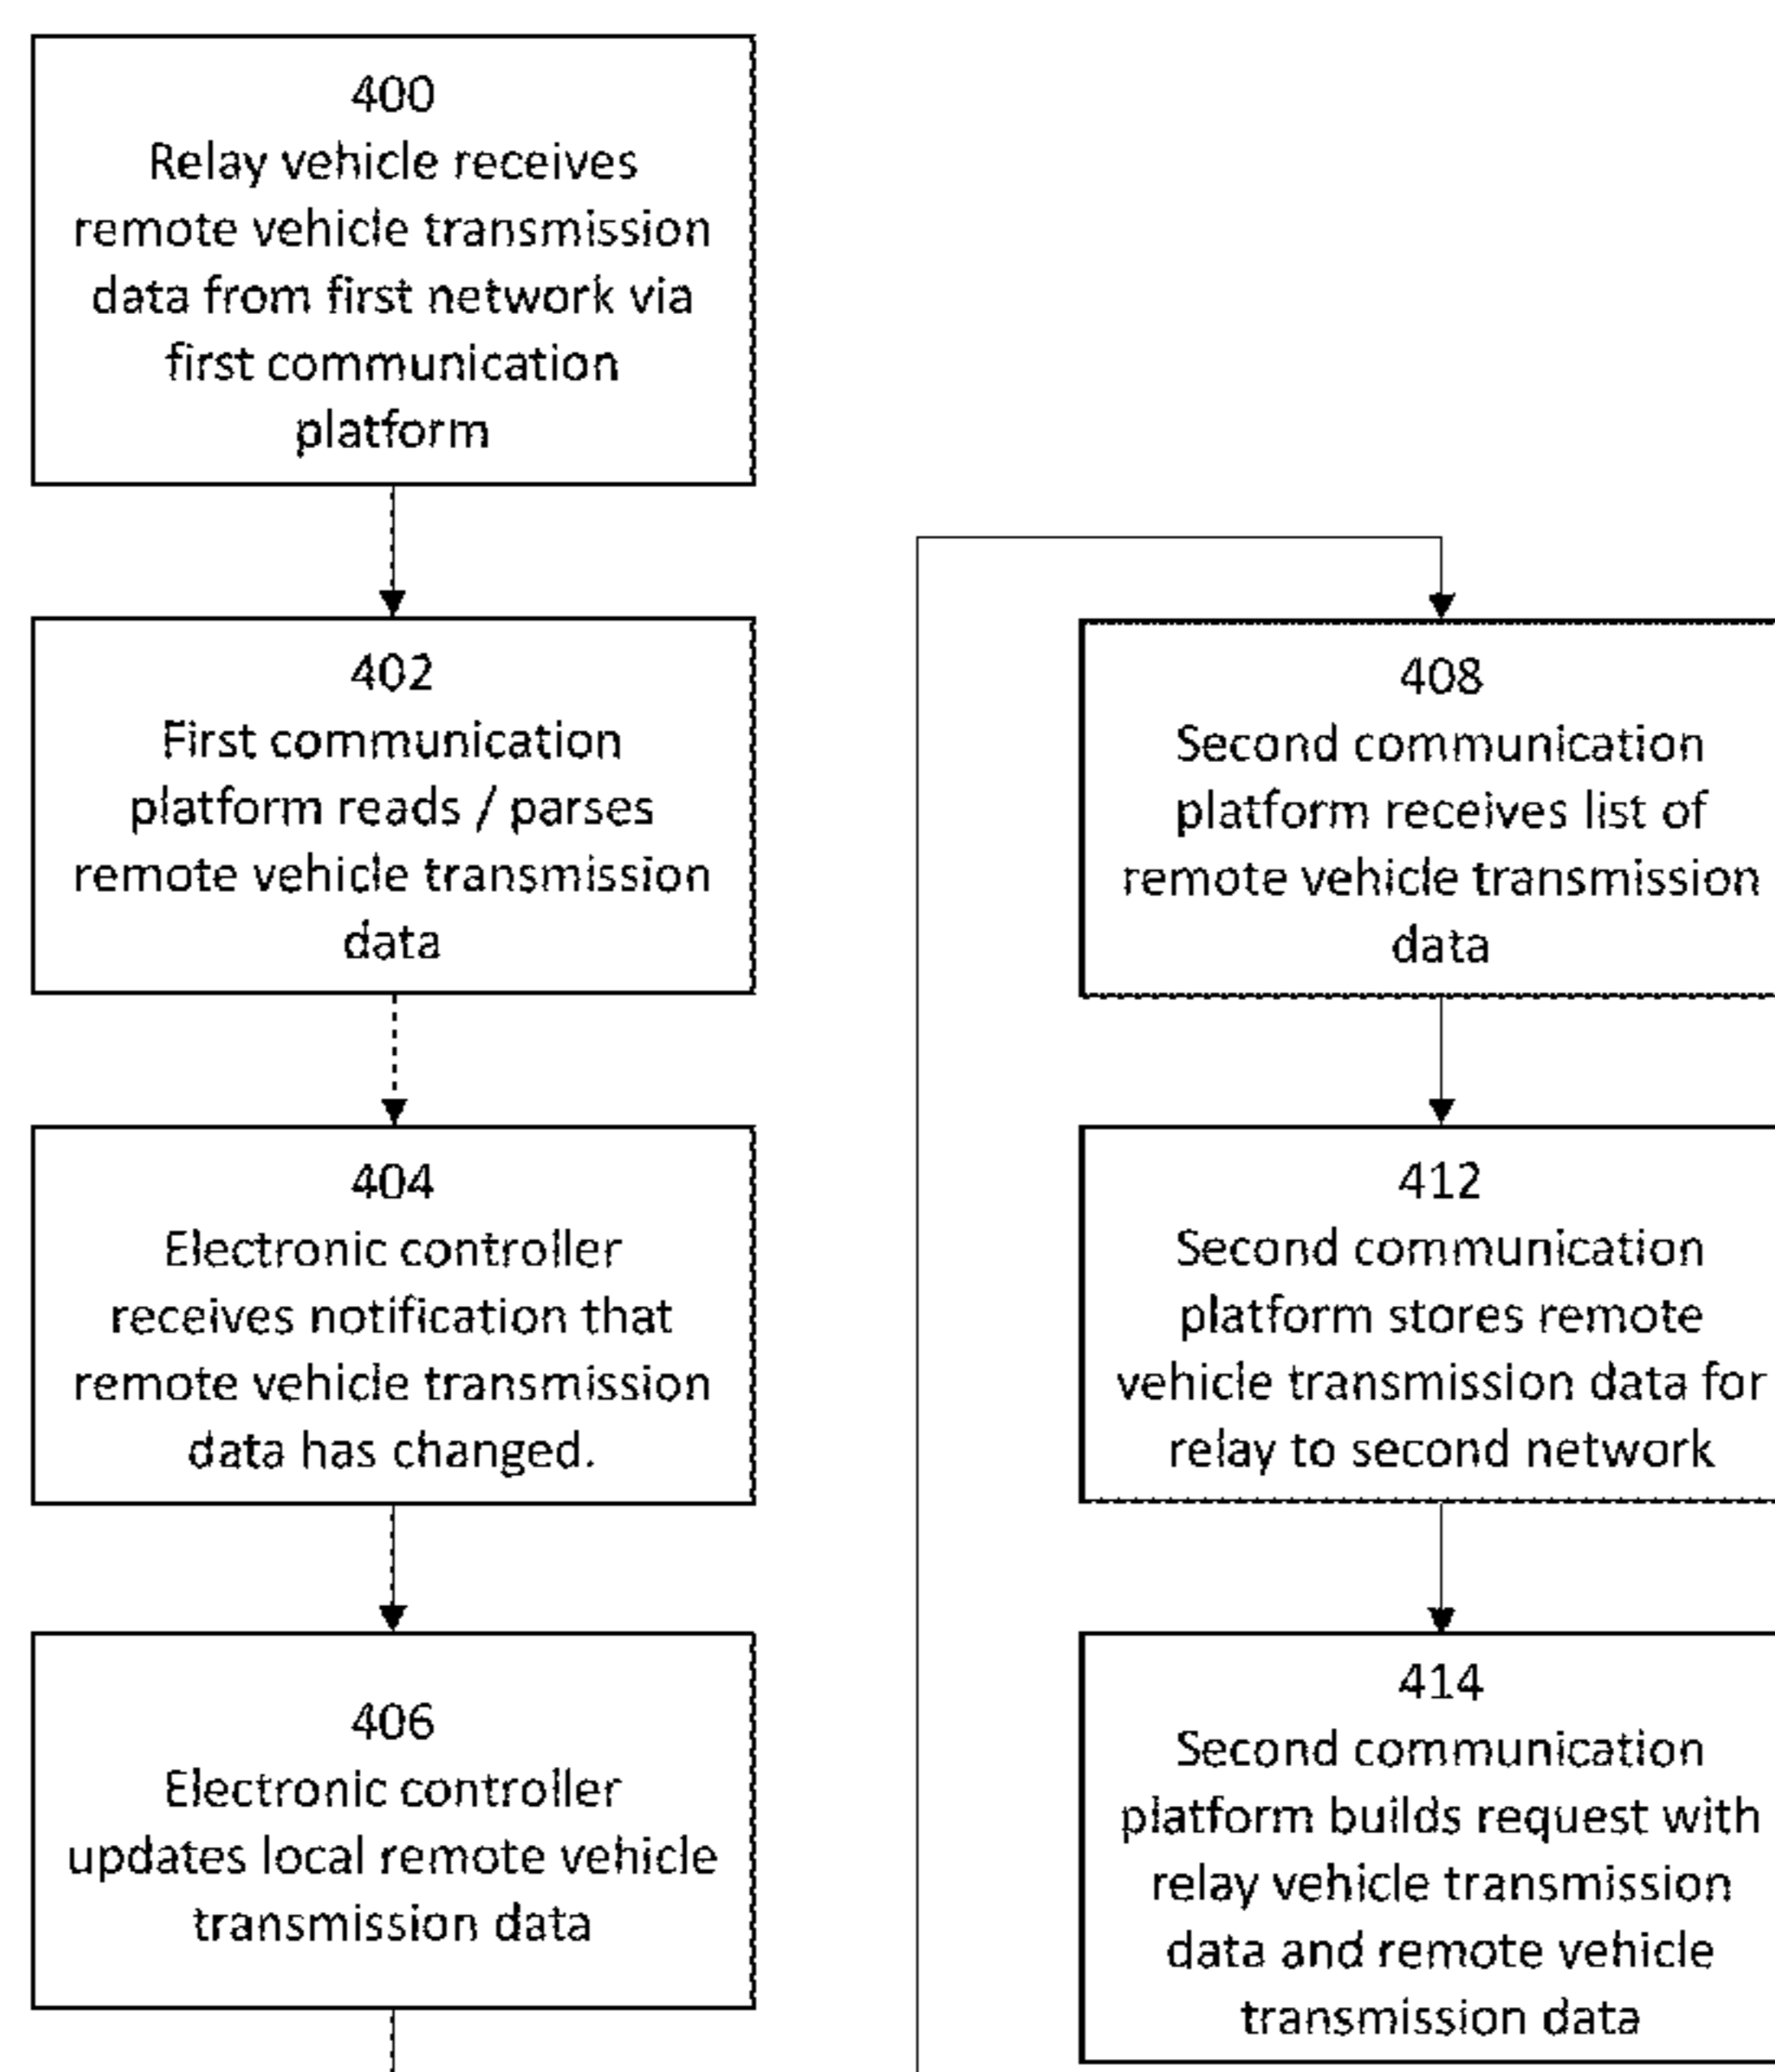 400
Relay vehicle receives
remote vehicle transmission
data from first network via
first communication
platform
402
First communication
platform reads / parses
remote vehicle transmission
data
404
Electronic controller
receives notification that
remote vehicle transmission
data has changed.
406
Electronic controller
updates local remote vehicle
transmission data
408
Second communication
platform receives list of
remote vehicle transmission
data
412
Second communication
platform stores remote
vehicle transmission data for
relay to second network
414
Second communication
platform builds request with
relay vehicle transmission
data and remote vehicle
transmission data